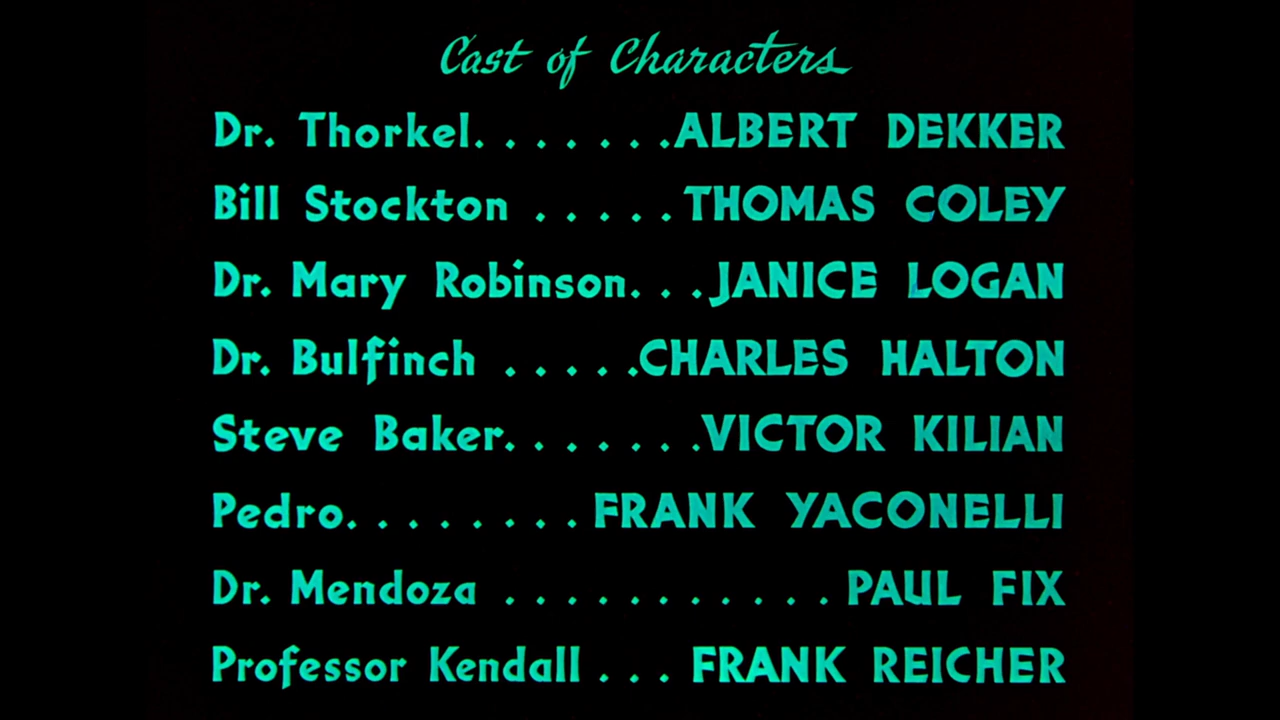 Cast of Characters
Dr. Thorkel. . . . . . .ALBERT DEKKER
Bill Stockton . . . . . THOMAS COLEY
Dr. Mary Robinson. . .JANICE LOGAN
Dr. Bulfinch . . . . .CHARLES HALTON
Steve Baker. . . . . . .VICTOR KILIAN
Pedro. . . . . . . . FRANK YACONELLI
Dr. Mendoza . . . . . . . . . . . PAUL FIX
Professor Kendall . . . FRANK REICHER